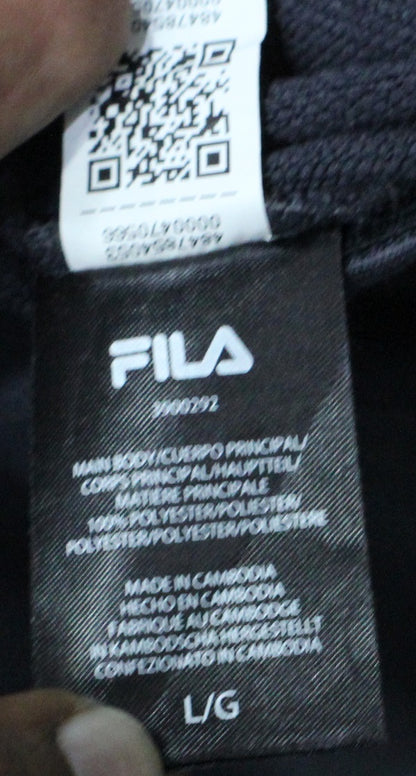 FILA
MAIN BODY/CUERPO PRINCIPAL/
CORPS PRINCIPAL/HAUPTTEIL/
MATIERE PRINCIPALE
100% POLYESTER/POLIESTER/
POLYESTER/POLYESTER/POLIESTERE
MADE IN CAMBODIA
HECHO EN CAMBODIA
FABRIQUE AU CAMBODGE
IN KAMBODSCHA HERGESTELLT
CONFEZIONATO IN CAMBODIA
L/G